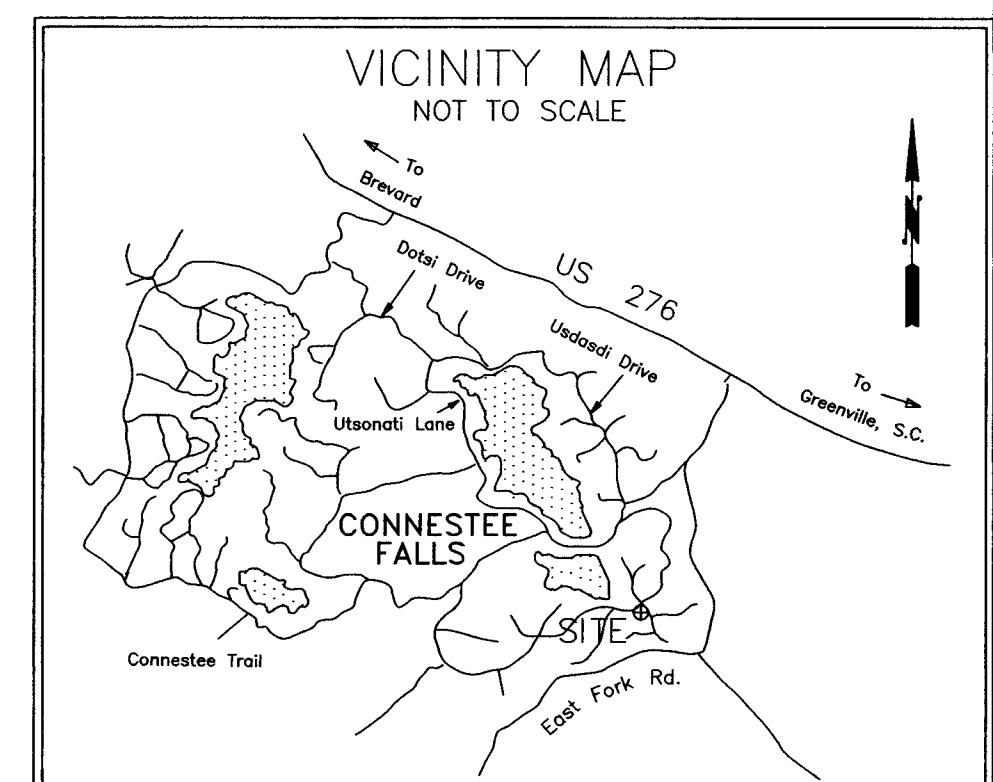 VICINITY MAP
NOT TO SCALE
To
Brevard
N
Dotsi Drive
US 276
Usdasdi Drive
To
Greenville, S.C.
Utsonati Lane
CONNESTEE
FALLS
SITE
Connestee Trail
East Fork Rd.